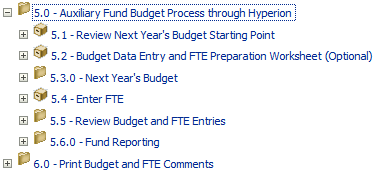 5.0 - Auxiliary Fund Budget Process through Hyperion
5.1 - Review Next Year's Budget Starting Point
5.2 - Budget Data Entry and FTE Preparation Worksheet (Optional)
5.3.0 - Next Year's Budget
5.4 - Enter FTE
5.5 - Review Budget and FTE Entries
5.6.0 - Fund Reporting
6.0 - Print Budget and FTE Comments